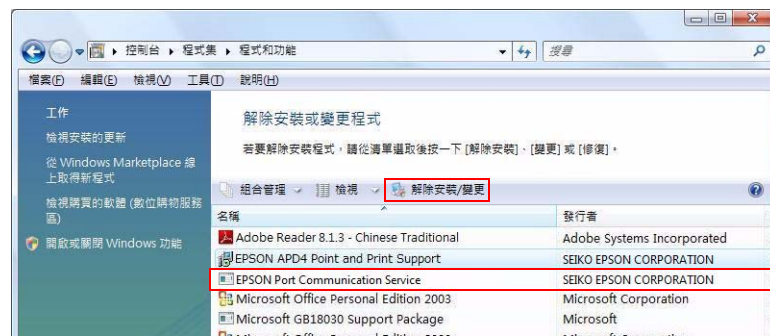 控制台 ▸ 程式集 ▸ 程式和功能
搜尋
檔案(F) 編輯(E) 檢視(V) 工具(T) 說明(H)
工作
檢視安裝的更新
從 Windows Marketplace 線
上取得新程式
檢視購買的軟體 (數位購物服務
區)
開啟或關閉 Windows 功能
解除安裝或變更程式
若要解除安裝程式，請從清單選取後按一下 [解除安裝]、[變更] 或 [修復]。
組合管理 檢視 解除安裝/變更
名稱 發行者
Adobe Reader 8.1.3 - Chinese Traditional Adobe Systems Incorporated
EPSON APD4 Point and Print Support SEIKO EPSON CORPORATION
EPSON Port Communication Service SEIKO EPSON CORPORATION
Microsoft Office Personal Edition 2003 Microsoft Corporation
Microsoft GB18030 Support Package Microsoft